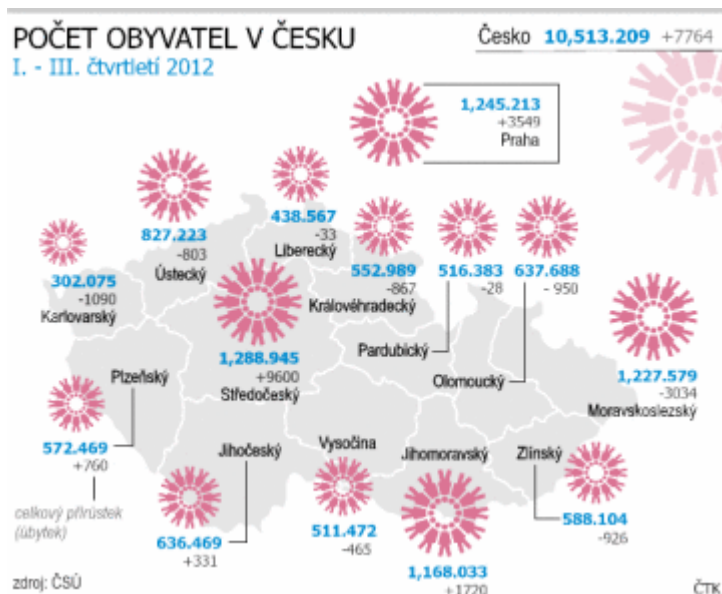 POČET OBYVATEL V ČESKU
I. - III. čtvrtletí 2012
Česko 10,513.209 +7764
1,245.213
+3549
Praha
827.223
-803
Ústecký
438.567
-33
Liberecký
302.075
-1090
Karlovarský
552.989
-867
Královéhradecký
516.383
-28
Pardubický
637.688
- 950
Olomoucký
1,288.945
+9600
Středočeský
1,227.579
-3034
Moravskoslezský
Plzeňský
572.469
+760
celkový přírůstek
(úbytek)
Jihočeský
636.469
+331
Vysočina
511.472
-465
Jihomoravský
1,168.033
+1720
Zlínský
588.104
-926
zdroj: ČSÚ
ČTK